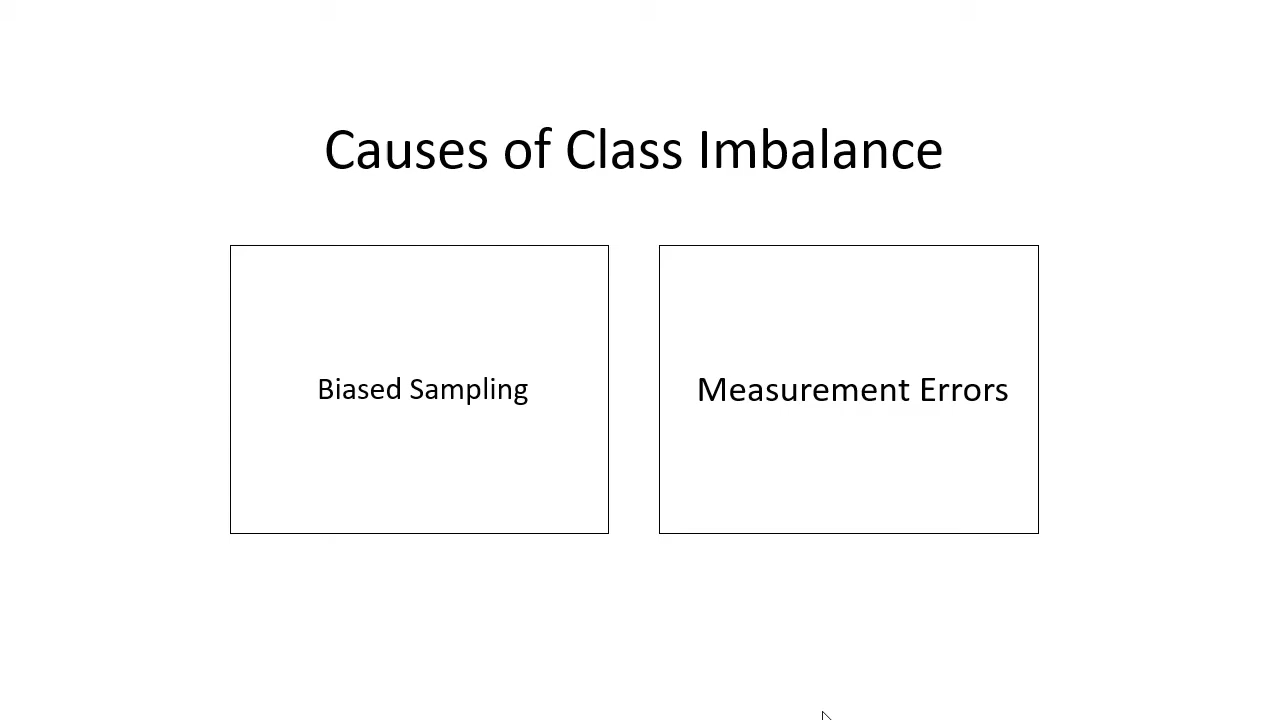 Causes of Class Imbalance
Biased Sampling
Measurement Errors